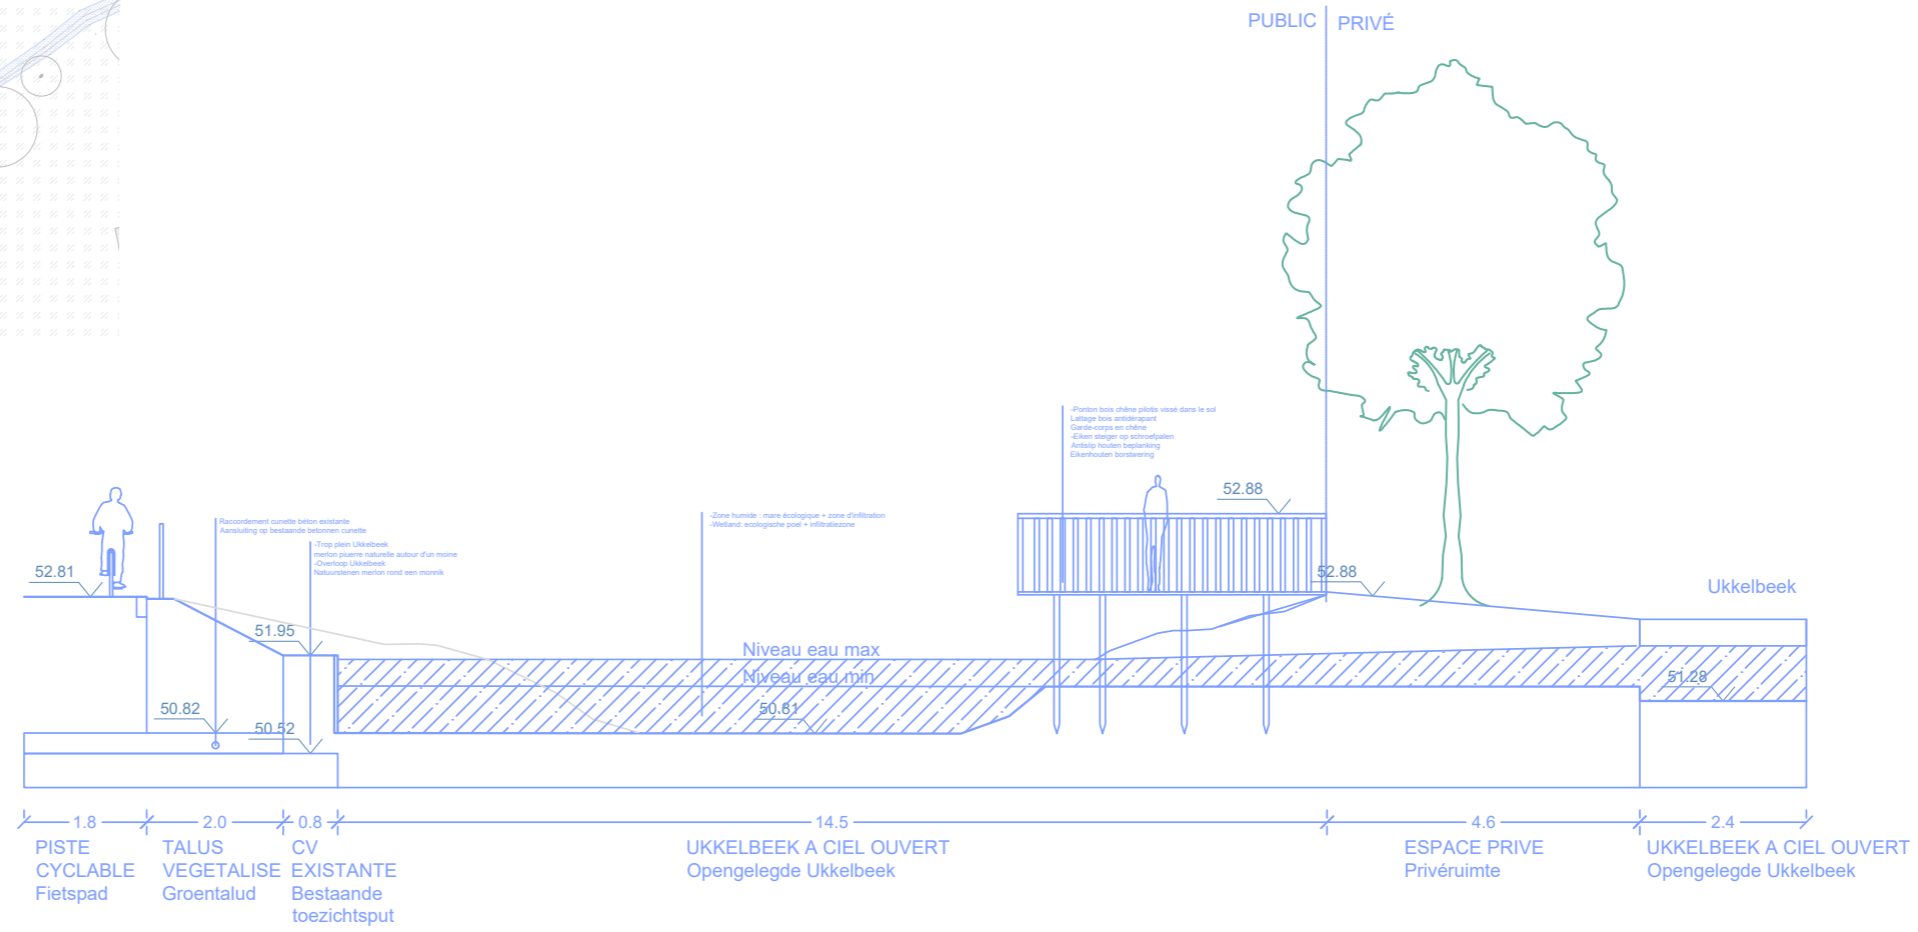 PUBLIC
PRIVÉ
-Ponton bois chêne pilotis vissé dans le sol
Lattage bois antidérapant
Garde-corps en chêne
-Eiken steiger op schroefpalen
Antislip houten beplanking
Eikenhouten borstwering
52.88
Raccordement cunette béton existante
Aansluiting op bestaande betonnen cunette
-Zone humide : mare écologique + zone d'infiltration
-Wetland: ecologische poel + infiltratiezone
-Trop plein Ukkelbeek
merlon piuerre naturelle autour d'un moine
-Overloop Ukkelbeek
Natuurstenen merlon rond een monnik
52.81
52.88
Ukkelbeek
51.95
Niveau eau max
Niveau eau min
51.28
50.82
50.81
50.52
1.8
2.0
0.8
14.5
4.6
2.4
PISTE
CYCLABLE
Fietspad
TALUS
VEGETALISE
Groentalud
CV
EXISTANTE
Bestaande
toezichtsput
UKKELBEEK A CIEL OUVERT
Opengelegde Ukkelbeek
ESPACE PRIVE
Privéruimte
UKKELBEEK A CIEL OUVERT
Opengelegde Ukkelbeek